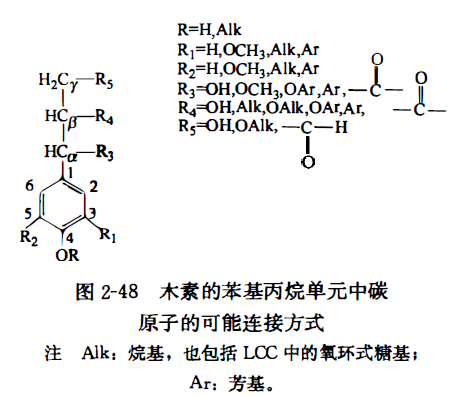 R=H,Alk
R₁=H,OCH₃,Alk,Ar
R₂=H,OCH₃,Alk,Ar
R₃=OH,OCH₃,OAr,Ar, —C—
O
R₄=OH,Alk,OAlk,OAr,Ar, —C—
O
R₅=OH,OAlk, —C—H
O
H₂Cγ—R₅
HCβ—R₄
HCα—R₃
1
6 2
5 3
R₂ 4 R₁
OR
图 2-48 木素的苯基丙烷单元中碳
原子的可能连接方式
注 Alk：烷基，也包括 LCC 中的氧环式糖基；
Ar：芳基。